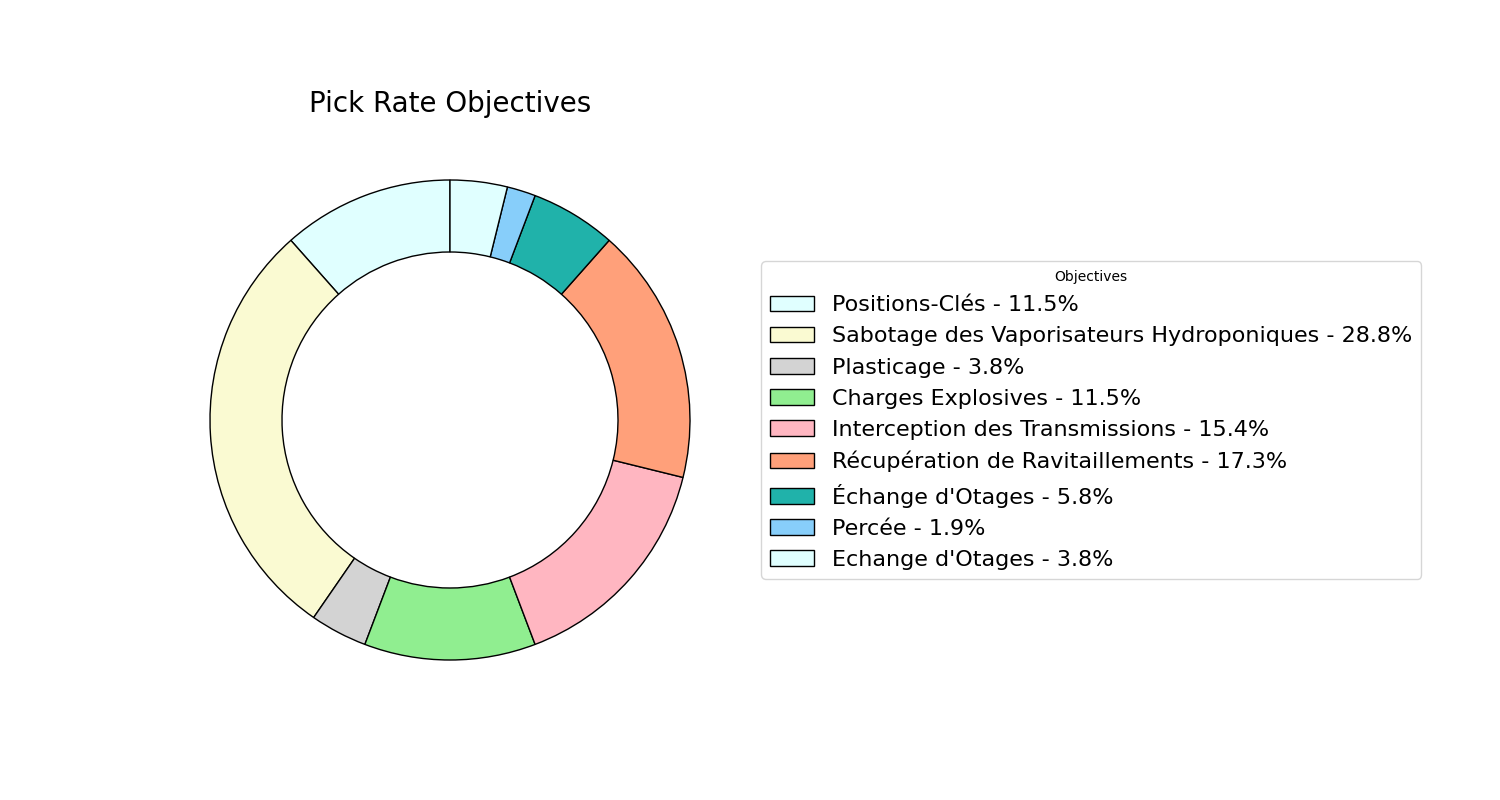 Pick Rate Objectives
Objectives
Positions-Clés - 11.5%
Sabotage des Vaporisateurs Hydroponiques - 28.8%
Plasticage - 3.8%
Charges Explosives - 11.5%
Interception des Transmissions - 15.4%
Récupération de Ravitaillements - 17.3%
Échange d'Otages - 5.8%
Percée - 1.9%
Echange d'Otages - 3.8%